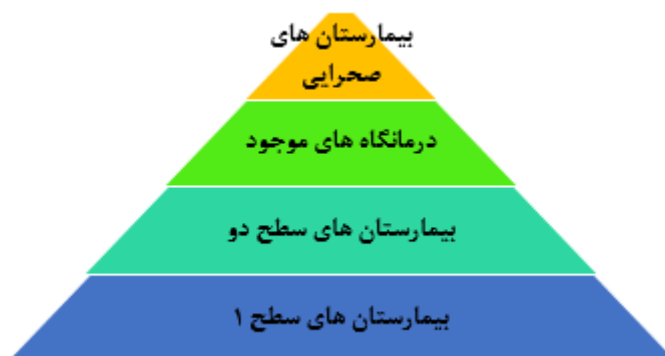 بیمارستان های
صحرایی
درمانگاه های موجود
بیمارستان های سطح دو
بیمارستان های سطح ۱